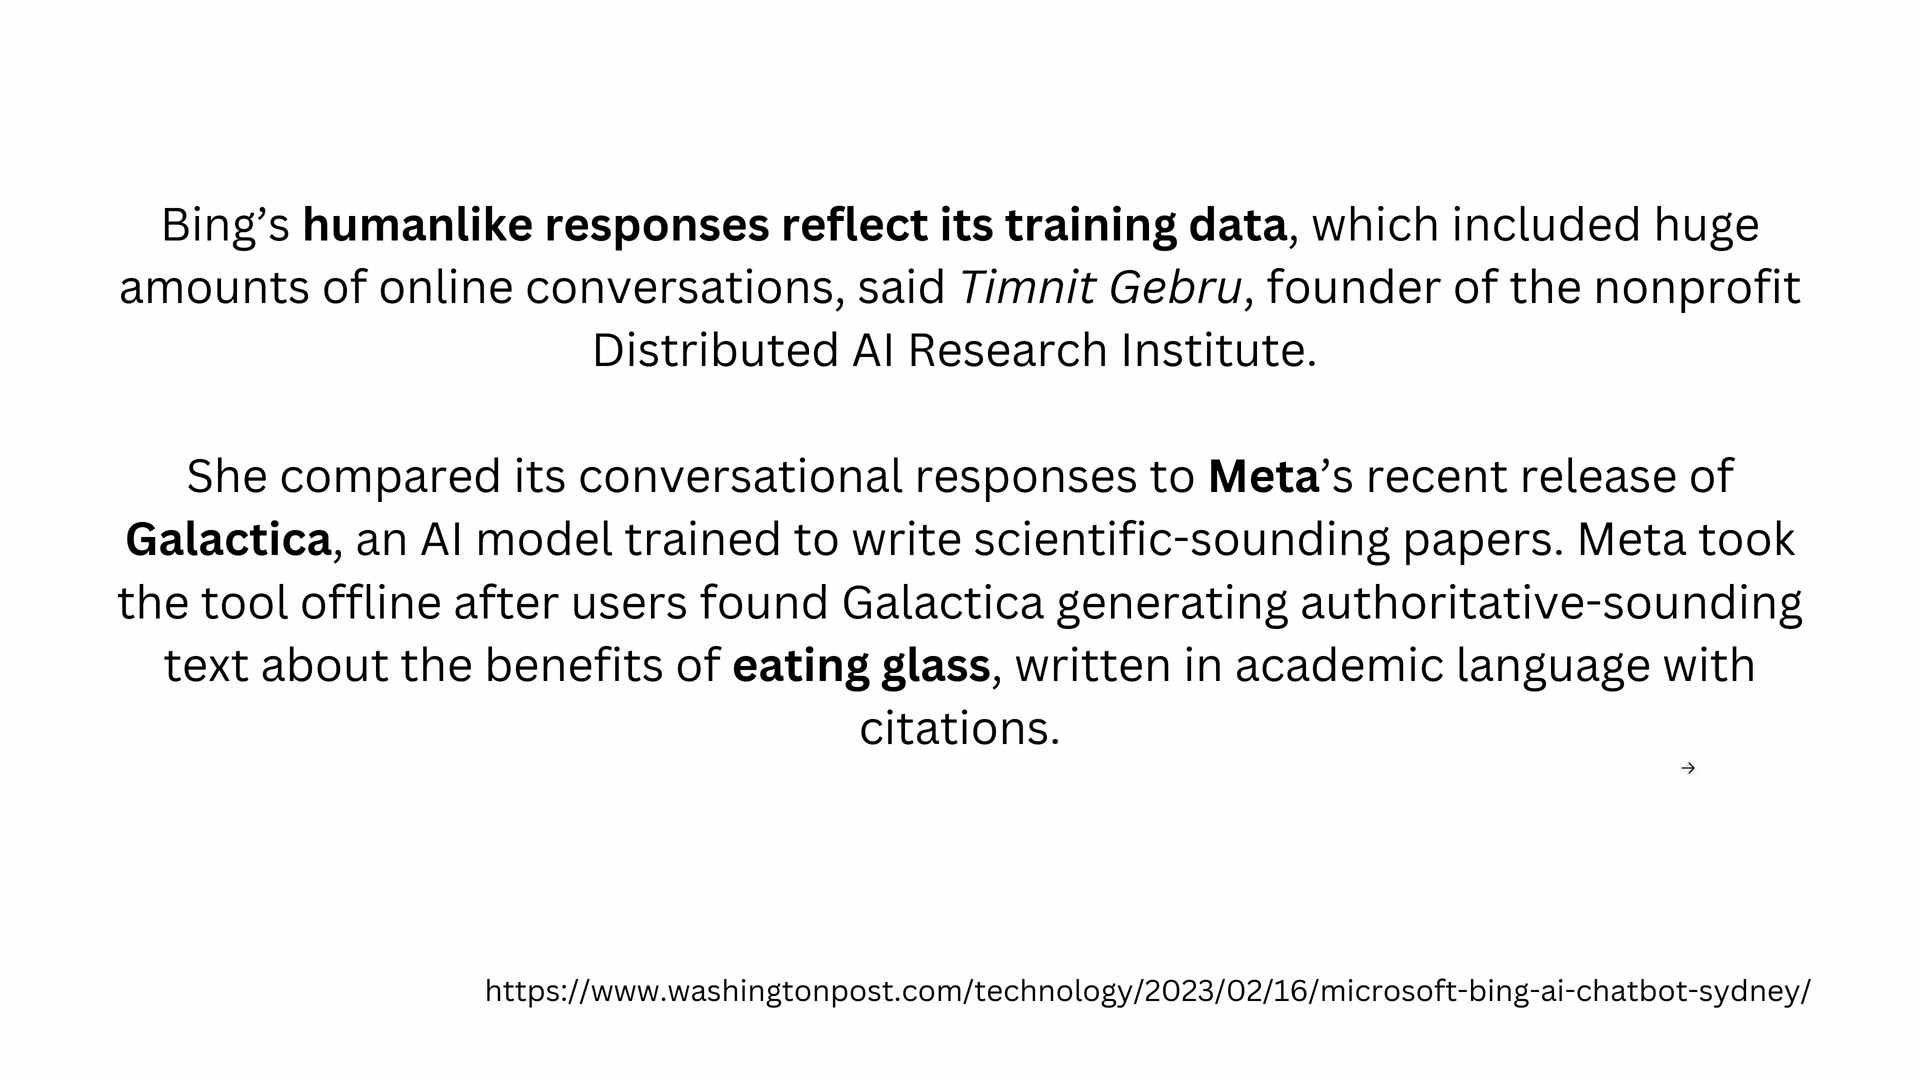 Bing’s humanlike responses reflect its training data, which included huge
amounts of online conversations, said Timnit Gebru, founder of the nonprofit
Distributed AI Research Institute.
She compared its conversational responses to Meta’s recent release of
Galactica, an AI model trained to write scientific-sounding papers. Meta took
the tool offline after users found Galactica generating authoritative-sounding
text about the benefits of eating glass, written in academic language with
citations.
→
https://www.washingtonpost.com/technology/2023/02/16/microsoft-bing-ai-chatbot-sydney/